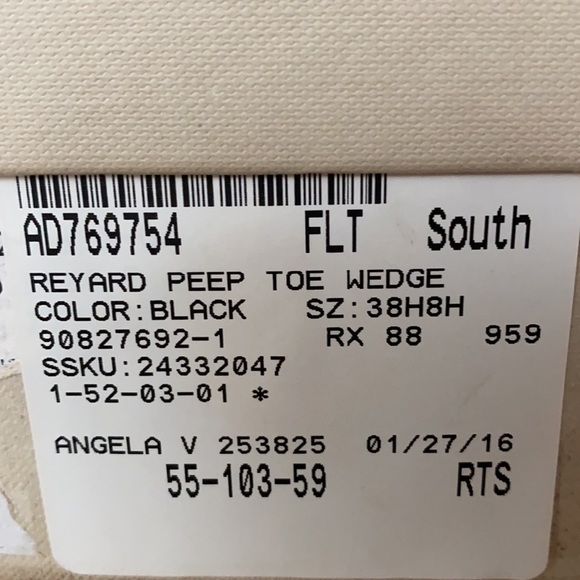 AD769754 FLT South
REYARD PEEP TOE WEDGE
COLOR:BLACK SZ:38H8H
90827692-1 RX 88 959
SSKU:24332047
1-52-03-01 *
ANGELA V 253825 01/27/16
55-103-59 RTS